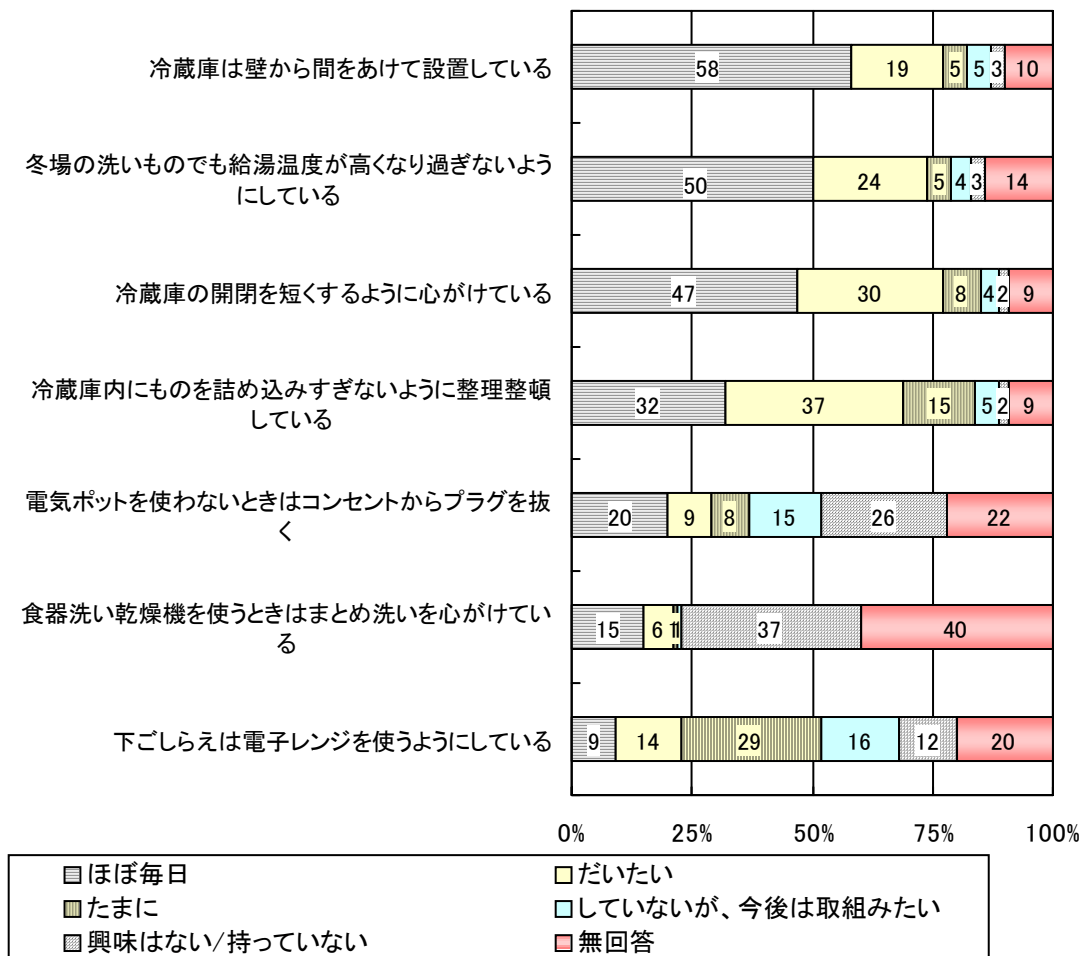 冷蔵庫は壁から間をあけて設置している
58 19 5 5 3 10
冬場の洗いものでも給湯温度が高くなり過ぎないよう
にしている
50 24 5 4 3 14
冷蔵庫の開閉を短くするように心がけている
47 30 8 4 2 9
冷蔵庫内にものを詰め込みすぎないように整理整頓
している
32 37 15 5 2 9
電気ポットを使わないときはコンセントからプラグを抜
く
20 9 8 15 26 22
食器洗い乾燥機を使うときはまとめ洗いを心がけてい
る
15 6 1 1 37 40
下ごしらえは電子レンジを使うようにしている
9 14 29 16 12 20
0% 25% 50% 75% 100%
ほぼ毎日 だいたい
たまに していないが、今後は取組みたい
興味はない/持っていない 無回答